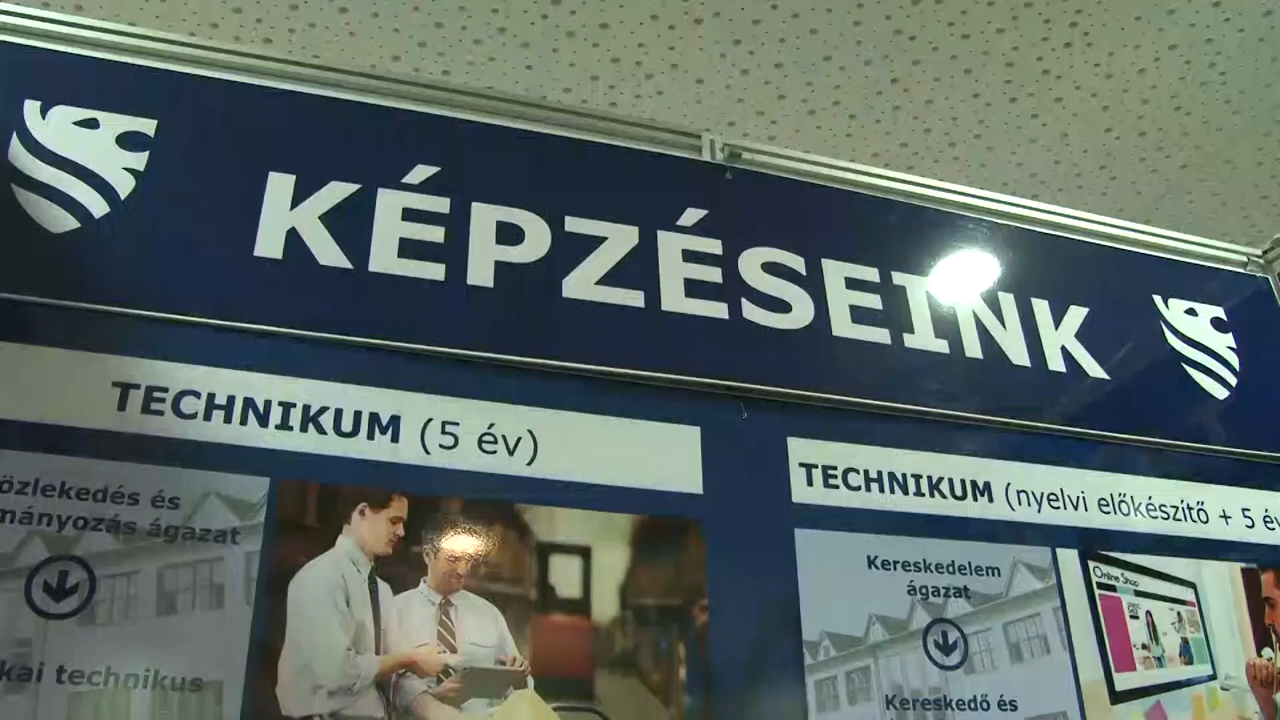 KÉPZÉSEINK
TECHNIKUM (5 év)
özlekedés és
mányozás ágazat
kai technikus
TECHNIKUM (nyelvi előkészítő + 5 év
Kereskedelem
ágazat
Kereskedő és
Online Shop